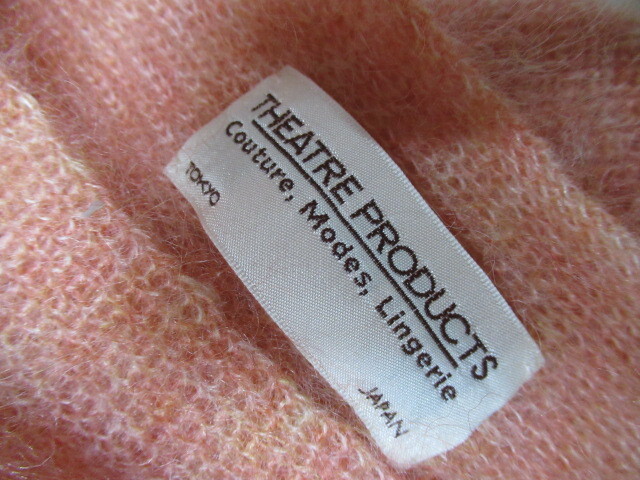 THEATRE PRODUCTS
Couture, Modes, Lingerie
TOKYO JAPAN